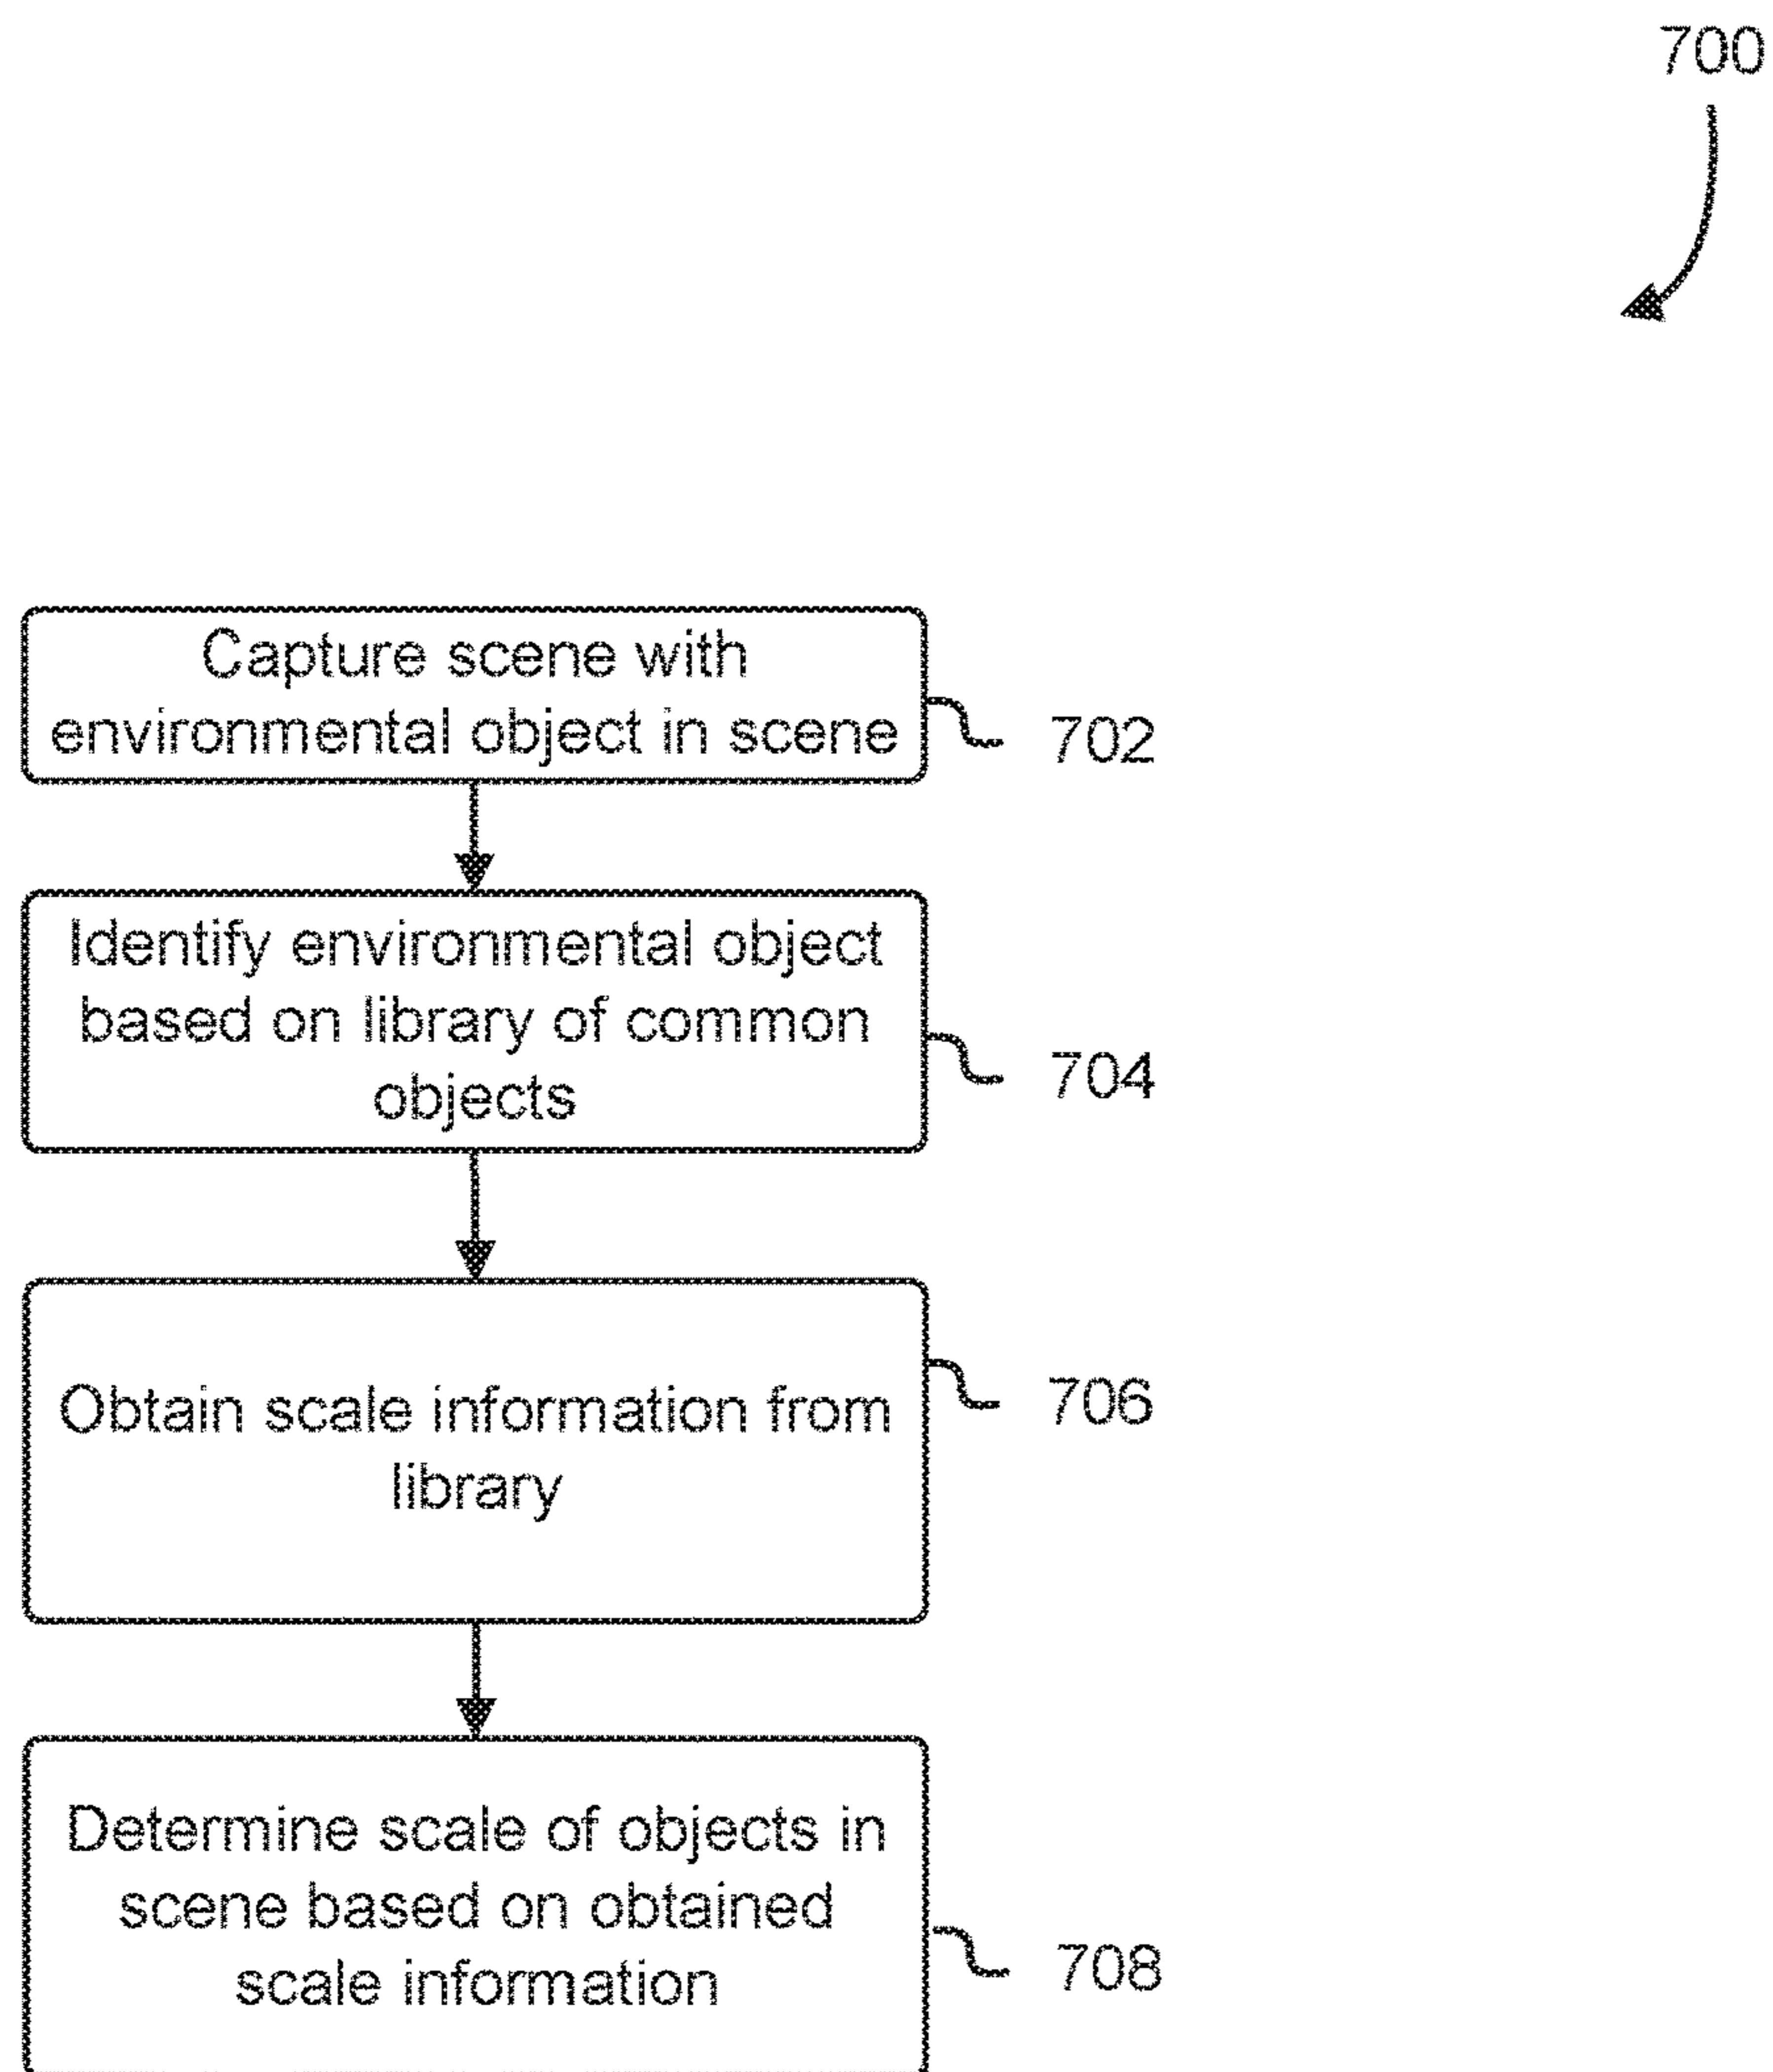 700
Capture scene with
environmental object in scene
702
Identify environmental object
based on library of common
objects
704
Obtain scale information from
library
706
Determine scale of objects in
scene based on obtained
scale information
708